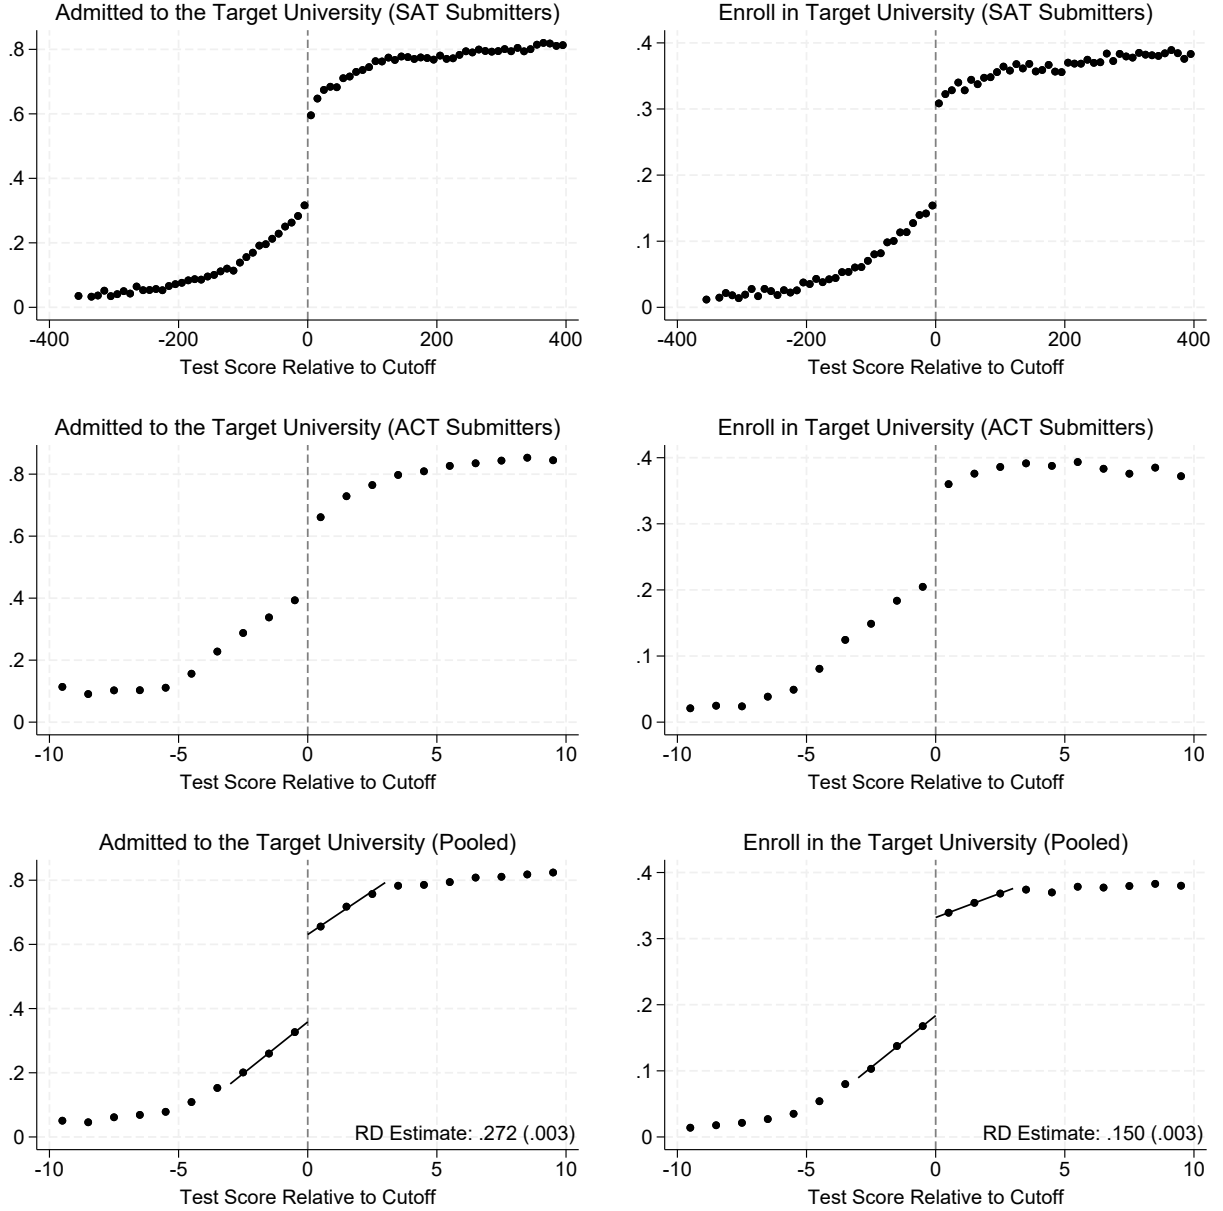 Admitted to the Target University (SAT Submitters)
.8
.6
.4
.2
0
-400 -200 0 200 400
Test Score Relative to Cutoff
Enroll in Target University (SAT Submitters)
.4
.3
.2
.1
0
-400 -200 0 200 400
Test Score Relative to Cutoff
Admitted to the Target University (ACT Submitters)
.8
.6
.4
.2
0
-10 -5 0 5 10
Test Score Relative to Cutoff
Enroll in Target University (ACT Submitters)
.4
.3
.2
.1
0
-10 -5 0 5 10
Test Score Relative to Cutoff
Admitted to the Target University (Pooled)
.8
.6
.4
.2
0
RD Estimate: .272 (.003)
-10 -5 0 5 10
Test Score Relative to Cutoff
Enroll in the Target University (Pooled)
.4
.3
.2
.1
0
RD Estimate: .150 (.003)
-10 -5 0 5 10
Test Score Relative to Cutoff